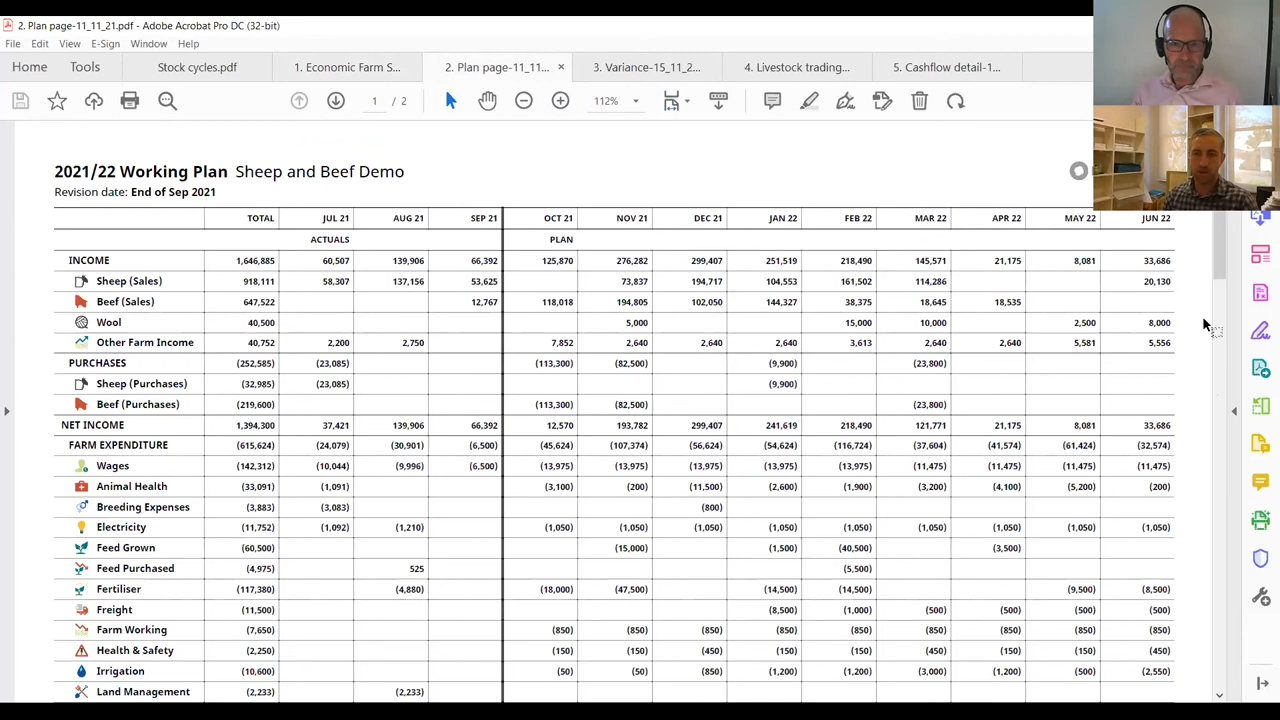 2. Plan page-11_11_21.pdf - Adobe Acrobat Pro DC (32-bit)
File Edit View E-Sign Window Help
Home Tools Stock cycles.pdf 1. Economic Farm S... 2. Plan page-11_11... × 3. Variance-15_11_2... 4. Livestock trading... 5. Cashflow detail-1...
1 / 2 112%
2021/22 Working Plan Sheep and Beef Demo
Revision date: End of Sep 2021
TOTAL JUL 21 AUG 21 SEP 21 OCT 21 NOV 21 DEC 21 JAN 22 FEB 22 MAR 22 APR 22 MAY 22 JUN 22
ACTUALS PLAN
INCOME 1,646,885 60,507 139,906 66,392 125,870 276,282 299,407 251,519 218,490 145,571 21,175 8,081 33,686
Sheep (Sales) 918,111 58,307 137,156 53,625 73,837 194,717 104,553 161,502 114,286 20,130
Beef (Sales) 647,522 12,767 118,018 194,805 102,050 144,327 38,375 18,645 18,535
Wool 40,500 5,000 15,000 10,000 2,500 8,000
Other Farm Income 40,752 2,200 2,750 7,852 2,640 2,640 2,640 3,613 2,640 2,640 5,581 5,556
PURCHASES (252,585) (23,085) (113,300) (82,500) (9,900) (23,800)
Sheep (Purchases) (32,985) (23,085) (9,900)
Beef (Purchases) (219,600) (113,300) (82,500) (23,800)
NET INCOME 1,394,300 37,421 139,906 66,392 12,570 193,782 299,407 241,619 218,490 121,771 21,175 8,081 33,686
FARM EXPENDITURE (615,624) (24,079) (30,901) (6,500) (45,624) (107,374) (56,624) (54,624) (116,724) (37,604) (41,574) (61,424) (32,574)
Wages (142,312) (10,044) (9,996) (6,500) (13,975) (13,975) (13,975) (13,975) (13,975) (11,475) (11,475) (11,475) (11,475)
Animal Health (33,091) (1,091) (3,100) (200) (11,500) (2,600) (1,900) (3,200) (4,100) (5,200) (200)
Breeding Expenses (3,883) (3,083) (800)
Electricity (11,752) (1,092) (1,210) (1,050) (1,050) (1,050) (1,050) (1,050) (1,050) (1,050) (1,050) (1,050)
Feed Grown (60,500) (15,000) (1,500) (40,500) (3,500)
Feed Purchased (4,975) 525 (5,500)
Fertiliser (117,380) (4,880) (18,000) (47,500) (14,500) (14,500) (9,500) (8,500)
Freight (11,500) (8,500) (1,000) (500) (500) (500) (500)
Farm Working (7,650) (850) (850) (850) (850) (850) (850) (850) (850) (850)
Health & Safety (2,250) (150) (150) (450) (150) (150) (450) (150) (150) (450)
Irrigation (10,600) (50) (50) (850) (1,200) (1,200) (3,000) (1,200) (500) (2,550)
Land Management (2,233) (2,233)